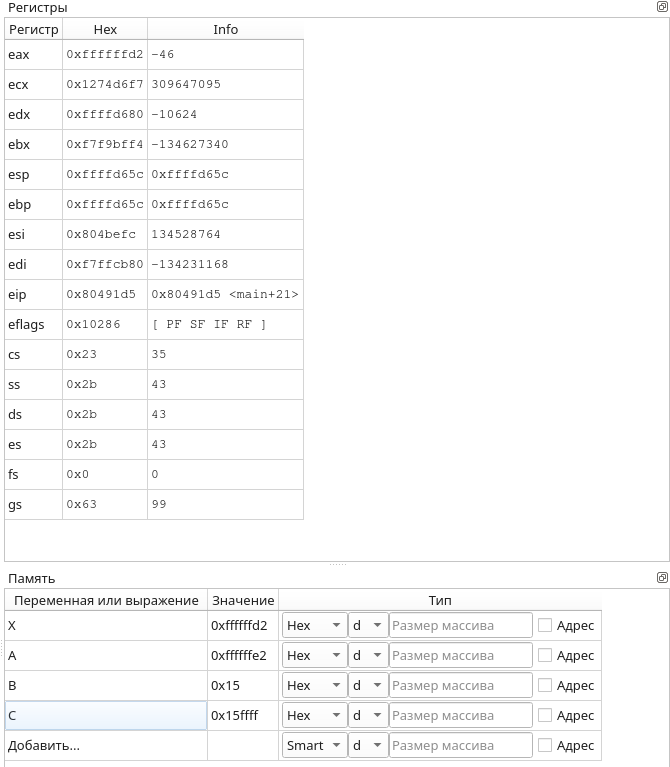 Регистры
Регистр Hex Info
eax 0xffffffd2 -46
ecx 0x1274d6f7 309647095
edx 0xffffd680 -10624
ebx 0xf7f9bff4 -134627340
esp 0xffffd65c 0xffffd65c
ebp 0xffffd65c 0xffffd65c
esi 0x804befc 134528764
edi 0xf7ffcb80 -134231168
eip 0x80491d5 0x80491d5 <main+21>
eflags 0x10286 [ PF SF IF RF ]
cs 0x23 35
ss 0x2b 43
ds 0x2b 43
es 0x2b 43
fs 0x0 0
gs 0x63 99
Память
Переменная или выражение Значение Тип
X 0xffffffd2 Hex d Размер массива Адрес
A 0xffffffe2 Hex d Размер массива Адрес
B 0x15 Hex d Размер массива Адрес
C 0x15ffff Hex d Размер массива Адрес
Добавить... Smart d Размер массива Адрес